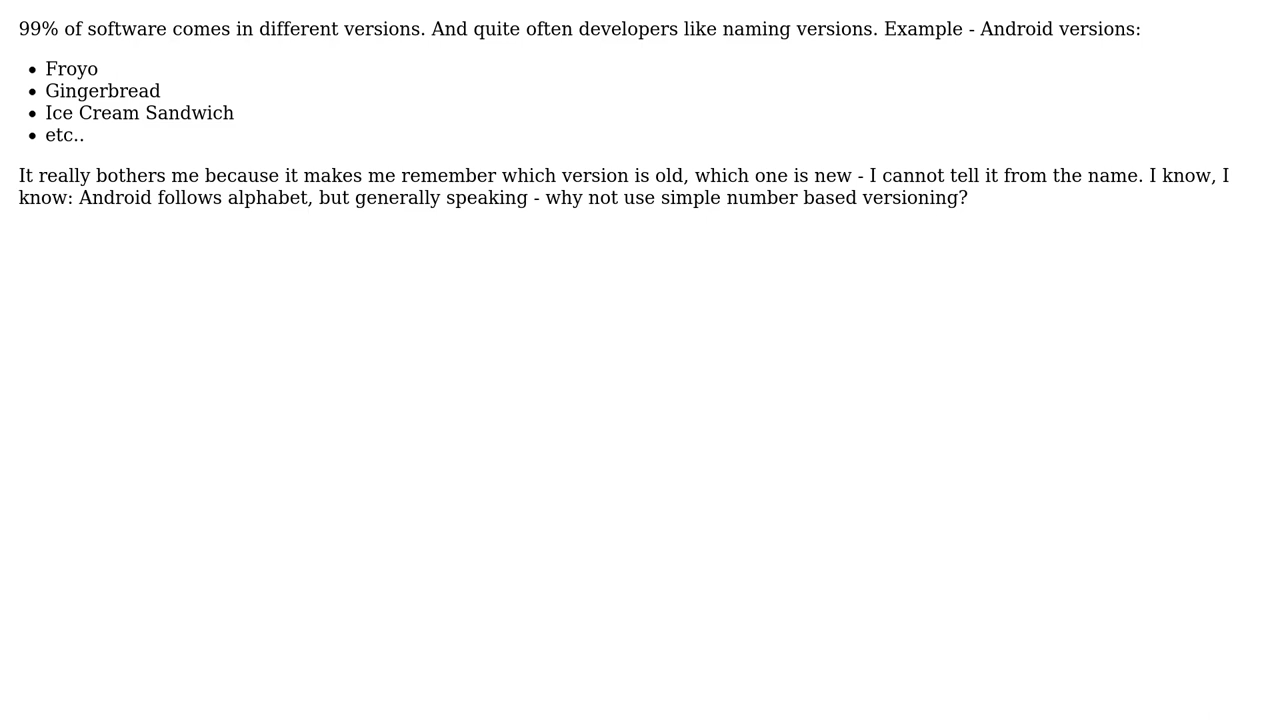 99% of software comes in different versions. And quite often developers like naming versions. Example - Android versions:
• Froyo
• Gingerbread
• Ice Cream Sandwich
• etc..
It really bothers me because it makes me remember which version is old, which one is new - I cannot tell it from the name. I know, I
know: Android follows alphabet, but generally speaking - why not use simple number based versioning?